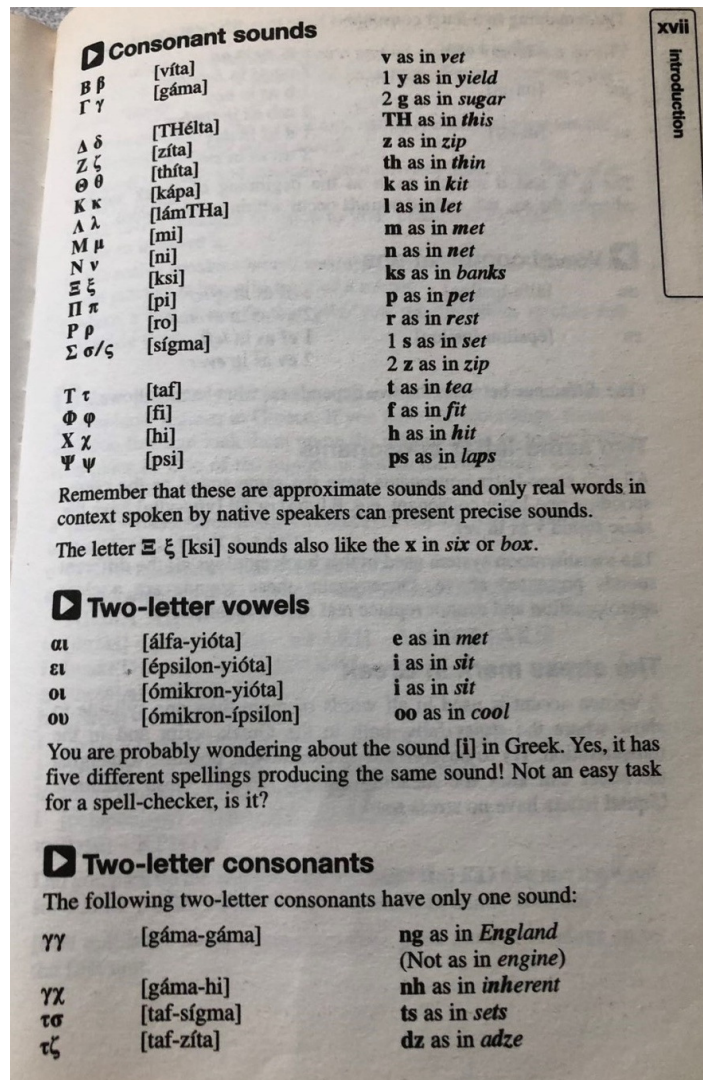 xvii
introduction
Consonant sounds
Β β [víta] v as in vet
Γ γ [gáma] 1 y as in yield
2 g as in sugar
Δ δ [THélta] TH as in this
Ζ ζ [zíta] z as in zip
Θ θ [thíta] th as in thin
Κ κ [kápa] k as in kit
Λ λ [lámTHa] l as in let
Μ μ [mi] m as in met
Ν ν [ni] n as in net
Ξ ξ [ksi] ks as in banks
Π π [pi] p as in pet
Ρ ρ [ro] r as in rest
Σ σ/ς [sígma] 1 s as in set
2 z as in zip
Τ τ [taf] t as in tea
Φ φ [fi] f as in fit
Χ χ [hi] h as in hit
Ψ ψ [psi] ps as in laps
Remember that these are approximate sounds and only real words in
context spoken by native speakers can present precise sounds.
The letter Ξ ξ [ksi] sounds also like the x in six or box.
Two-letter vowels
αι [álfa-yióta] e as in met
ει [épsilon-yióta] i as in sit
οι [ómikron-yióta] i as in sit
ου [ómikron-ípsilon] oo as in cool
You are probably wondering about the sound [i] in Greek. Yes, it has
five different spellings producing the same sound! Not an easy task
for a spell-checker, is it?
Two-letter consonants
The following two-letter consonants have only one sound:
γγ [gáma-gáma] ng as in England
(Not as in engine)
γχ [gáma-hi] nh as in inherent
τσ [taf-sígma] ts as in sets
τζ [taf-zíta] dz as in adze